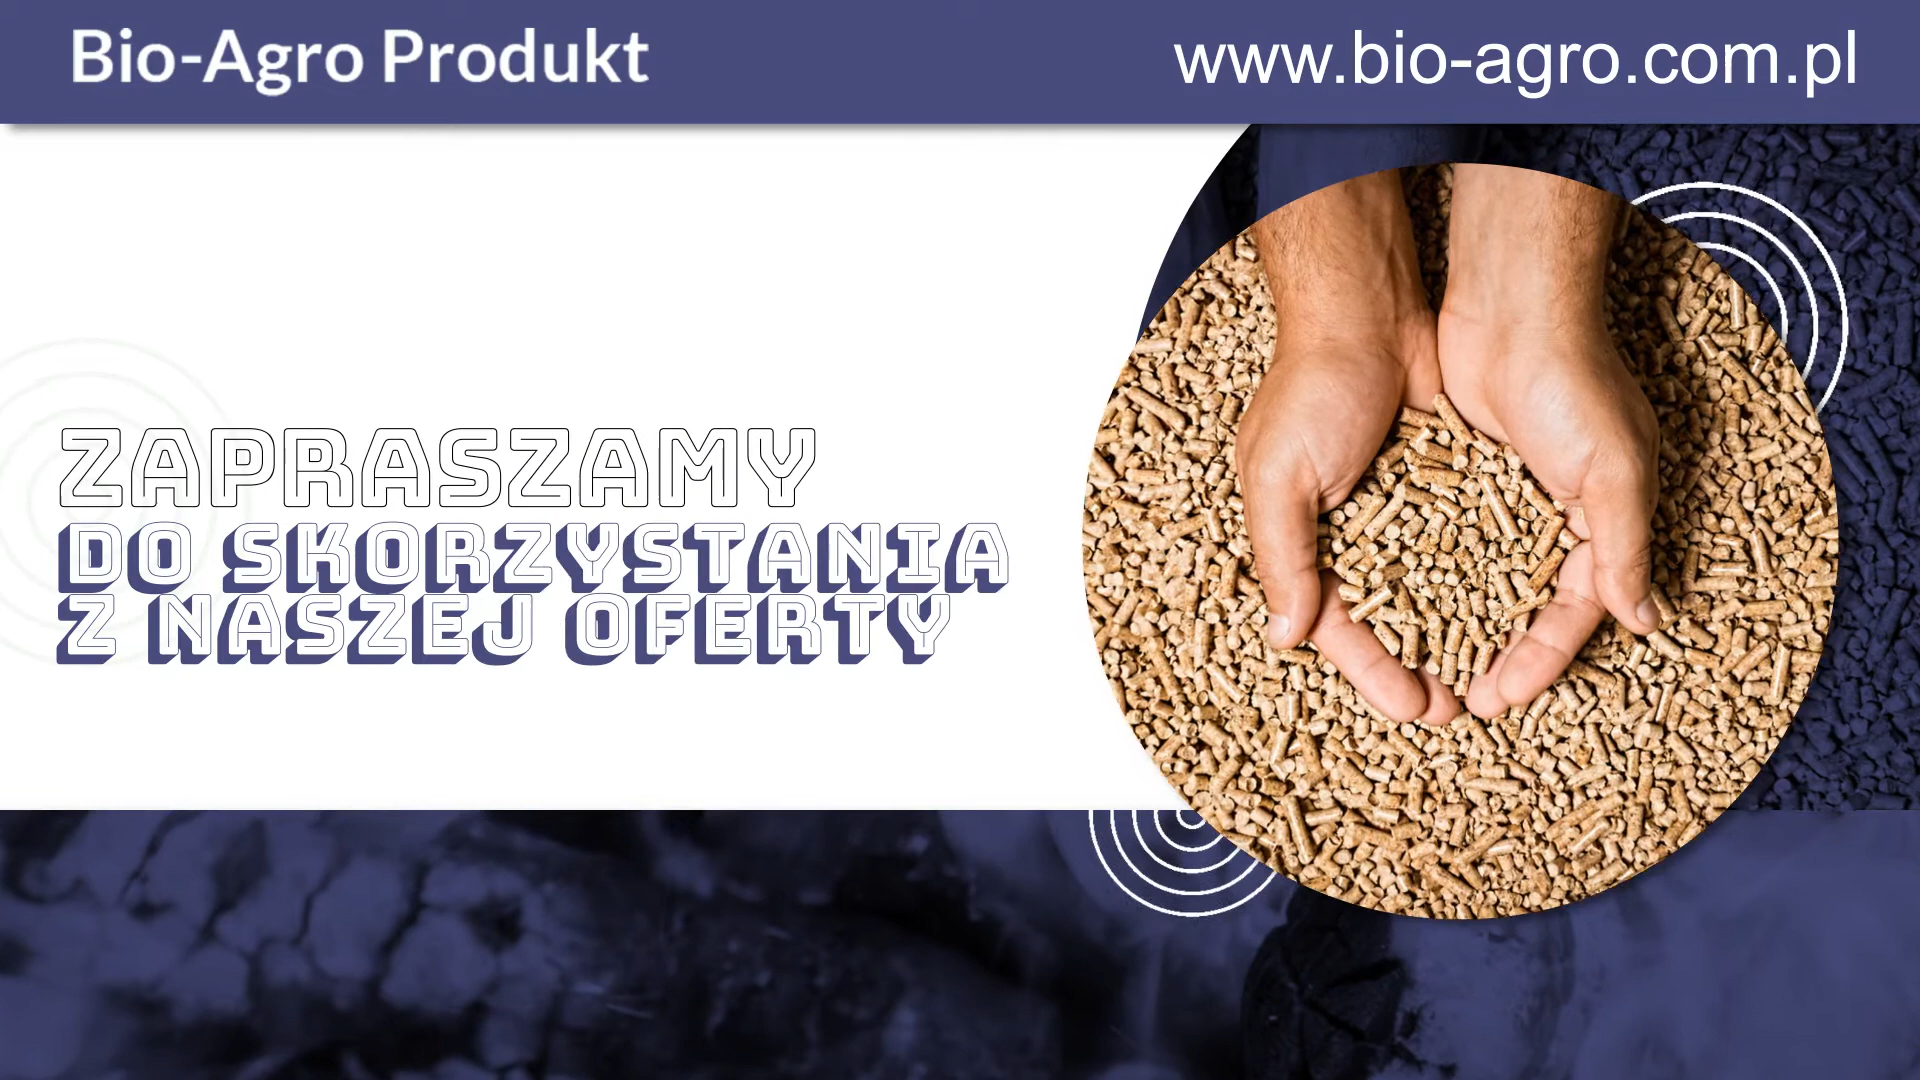 Bio-Agro Produkt
www.bio-agro.com.pl
ZAPRASZAMY
DO SKORZYSTANIA
Z NASZEJ OFERTY